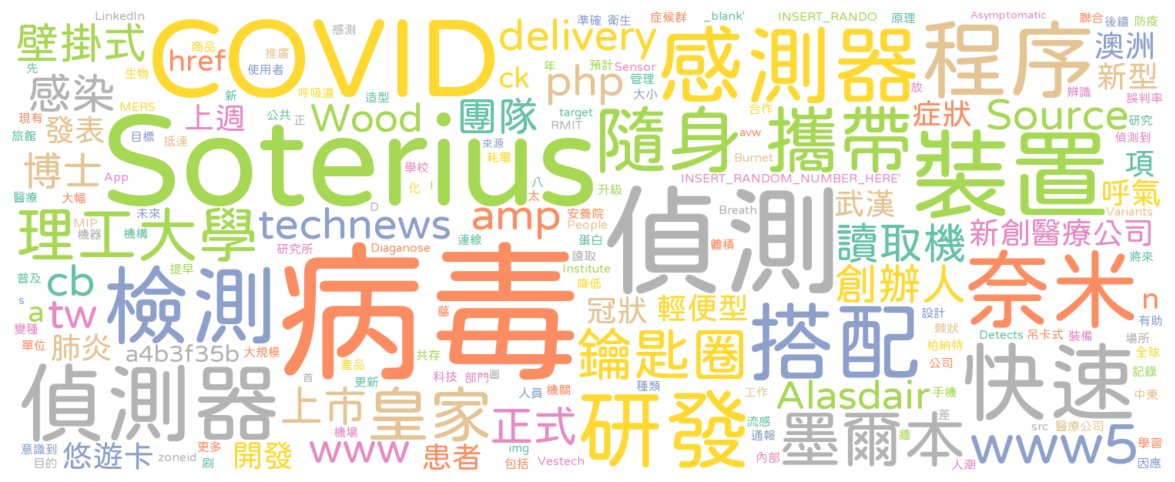 LinkedIn
感測
準確 衛生
症候群
_blank'
INSERT_RANDO
原理
Asymptomatic
聯合
後續 防疫
壁掛式
COVID
商品
href
推廣
先
生物
使用者
delivery
感測器
程序
澳洲
年
預計
Sensor
管理
大小
ck
php
放
辨識
新型
感染
MERS
新
呼吸道
造型
誤判率
現有
發表
上週
公共
正
Wood
團隊
target
RMIT
合作
隨身
攜帶
症狀
Source
研究
旅館
目標
抵達
Soterius
來源
耗電
avw
Burnet
裝置
偵測到
博士
App
學校
化
I
八
太
升級
INSERT_RANDOM_NUMBER_HERE'
項
呼氣
醫療
大幅
未來
D
安養院
People
偵測
Breath
武漢
Variants
理工大學
MIP
機器
機構
technews
amp
體積
讀取機
新創醫療公司
研究所
Diaganose
連線
蛋白
讀取
將來
普及
提早
cb
病毒
Institute
降低
創辦人
奈米
s
a
tw
檢測
冠狀
輕便型
n
變種
設計
棘狀
有助
單位
肺炎
a4b3f35b
大規模
腦
共存
鑰匙圈
搭配
柏納特
Detects
吊卡式
裝備
場所
公司
全球
產品
圖
科技
部門
快速
記錄
偵測器
首
更新
人員
機關
種類
工作
Alasdair
手機
中東
上市
皇家
正式
研發
流感
差
墨爾本
src
醫療公司
意識到
更多
機場
www
img
通報
牆
www5
學習
目的
悠遊卡
zoneid
刷
開發
患者
包括
Vestech
內部
人潮
因應